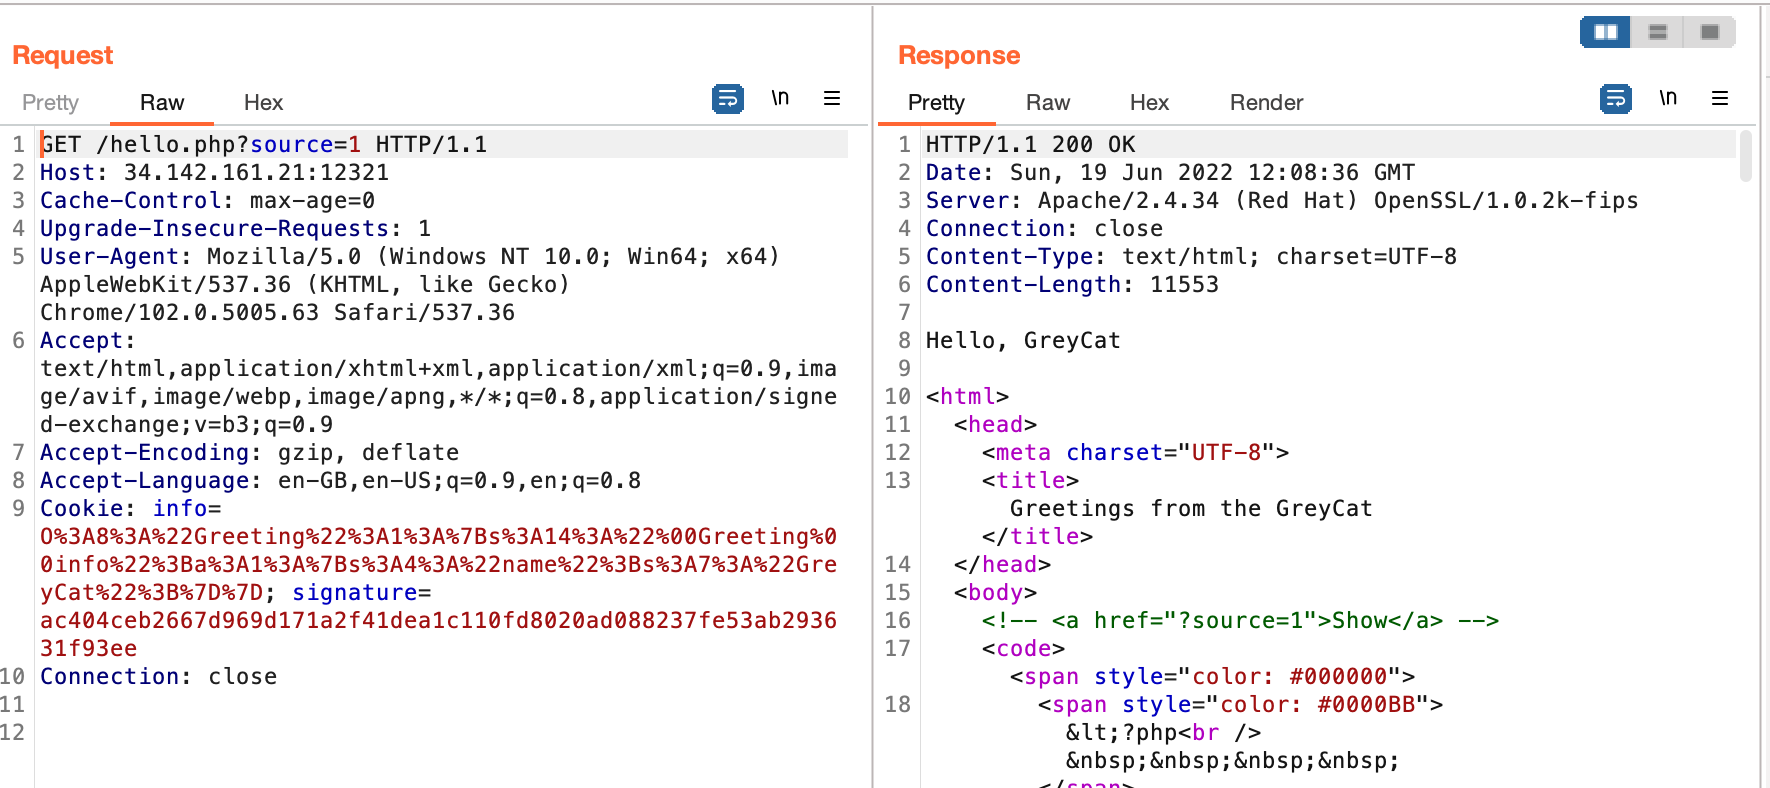 Request
Pretty Raw Hex
\n
1 GET /hello.php?source=1 HTTP/1.1
2 Host: 34.142.161.21:12321
3 Cache-Control: max-age=0
4 Upgrade-Insecure-Requests: 1
5 User-Agent: Mozilla/5.0 (Windows NT 10.0; Win64; x64)
AppleWebKit/537.36 (KHTML, like Gecko)
Chrome/102.0.5005.63 Safari/537.36
6 Accept:
text/html,application/xhtml+xml,application/xml;q=0.9,ima
ge/avif,image/webp,image/apng,*/*;q=0.8,application/signe
d-exchange;v=b3;q=0.9
7 Accept-Encoding: gzip, deflate
8 Accept-Language: en-GB,en-US;q=0.9,en;q=0.8
9 Cookie: info=
O%3A8%3A%22Greeting%22%3A1%3A%7Bs%3A14%3A%22%00Greeting%0
0info%22%3Ba%3A1%3A%7Bs%3A4%3A%22name%22%3Bs%3A7%3A%22Gre
yCat%22%3B%7D%7D; signature=
ac404ceb2667d969d171a2f41dea1c110fd8020ad088237fe53ab2936
31f93ee
10 Connection: close
11
12
Response
Pretty Raw Hex Render
\n
1 HTTP/1.1 200 OK
2 Date: Sun, 19 Jun 2022 12:08:36 GMT
3 Server: Apache/2.4.34 (Red Hat) OpenSSL/1.0.2k-fips
4 Connection: close
5 Content-Type: text/html; charset=UTF-8
6 Content-Length: 11553
7
8 Hello, GreyCat
9
10 <html>
11 <head>
12 <meta charset="UTF-8">
13 <title>
Greetings from the GreyCat
</title>
14 </head>
15 <body>
16 <!-- <a href="?source=1">Show</a> -->
17 <code>
<span style="color: #000000">
18 <span style="color: #0000BB">
&lt;?php<br />
&nbsp;&nbsp;&nbsp;&nbsp;
</span>